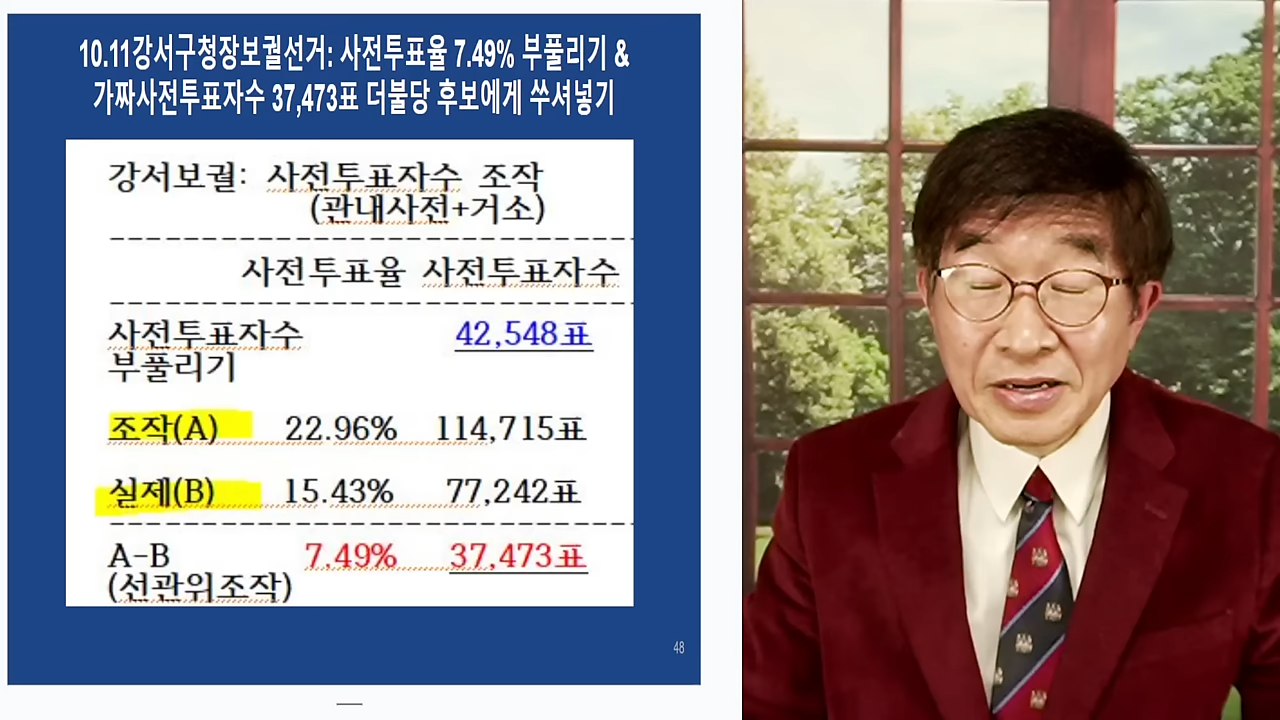 10.11강서구청장보궐선거: 사전투표율 7.49% 부풀리기 &
가짜사전투표자수 37,473표 더불당 후보에게 쑤셔넣기
강서보궐: 사전투표자수 조작
(관내사전+거소)
사전투표율 사전투표자수
사전투표자수 42,548표
부풀리기
조작(A) 22.96% 114,715표
실제(B) 15.43% 77,242표
A-B 7.49% 37,473표
(선관위조작)
48